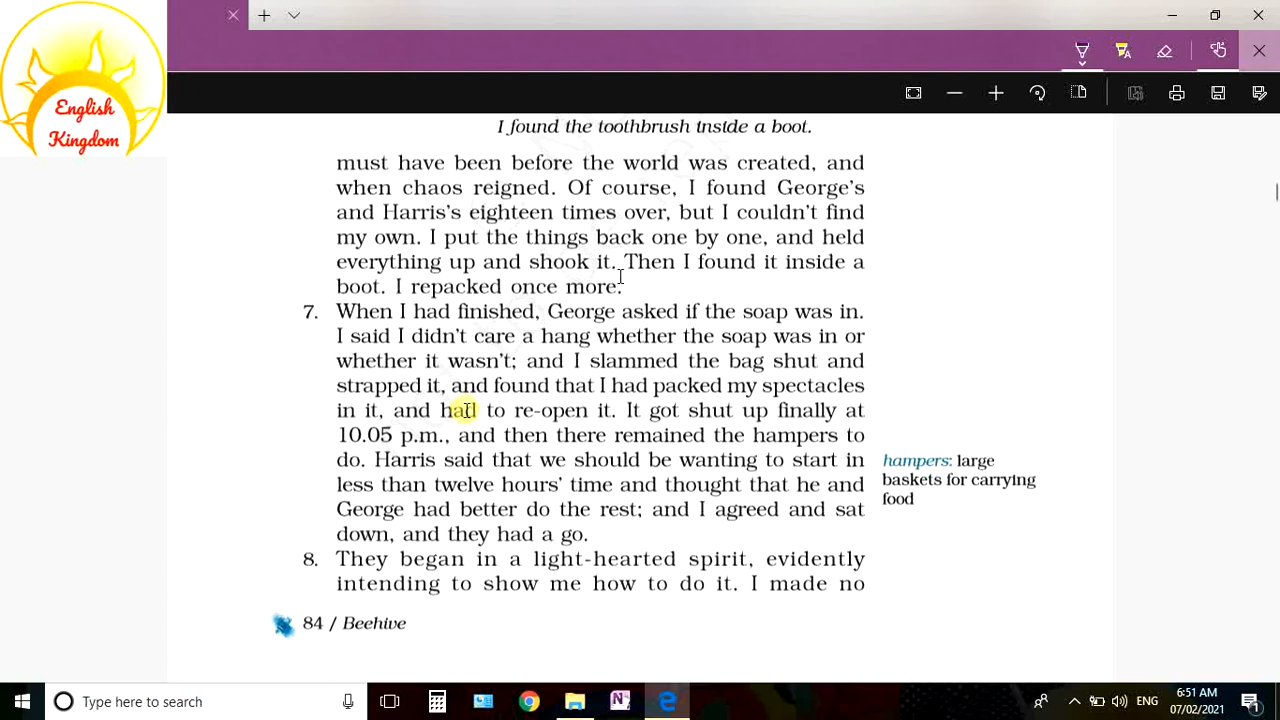 English
Kingdom
I found the toothbrush inside a boot.
must have been before the world was created, and
when chaos reigned. Of course, I found George's
and Harris's eighteen times over, but I couldn't find
my own. I put the things back one by one, and held
everything up and shook it. Then I found it inside a
boot. I repacked once more.
7. When I had finished, George asked if the soap was in.
I said I didn't care a hang whether the soap was in or
whether it wasn't; and I slammed the bag shut and
strapped it, and found that I had packed my spectacles
in it, and had to re-open it. It got shut up finally at
10.05 p.m., and then there remained the hampers to
do. Harris said that we should be wanting to start in
less than twelve hours' time and thought that he and
George had better do the rest; and I agreed and sat
down, and they had a go.
hampers: large
baskets for carrying
food
8. They began in a light-hearted spirit, evidently
intending to show me how to do it. I made no
84 / Beehive
Type here to search
ENG
6:51 AM
07/02/2021